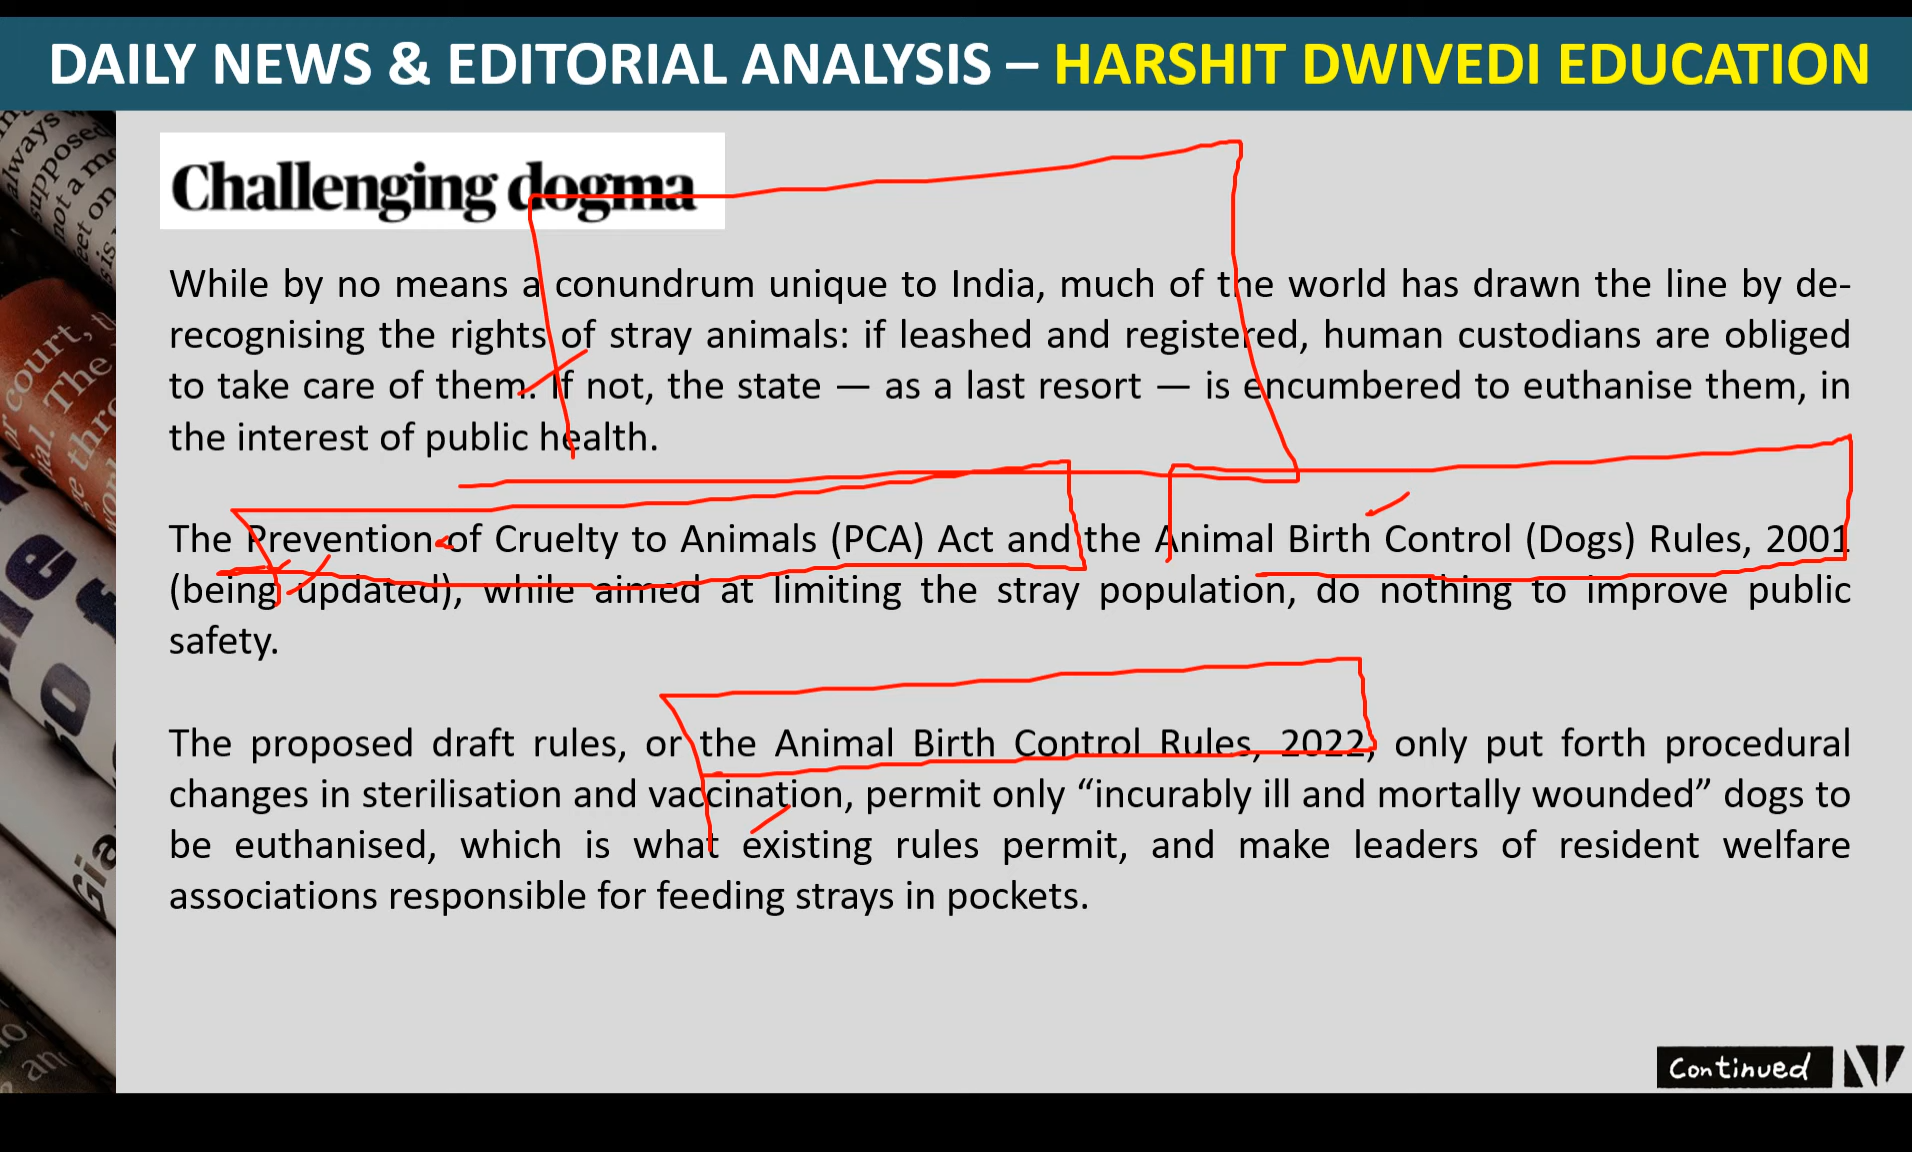 DAILY NEWS & EDITORIAL ANALYSIS – HARSHIT DWIVEDI EDUCATION
Challenging dogma
While by no means a conundrum unique to India, much of the world has drawn the line by de-
recognising the rights of stray animals: if leashed and registered, human custodians are obliged
to take care of them. If not, the state — as a last resort — is encumbered to euthanise them, in
the interest of public health.
The Prevention of Cruelty to Animals (PCA) Act and the Animal Birth Control (Dogs) Rules, 2001
(being updated), while aimed at limiting the stray population, do nothing to improve public
safety.
The proposed draft rules, or the Animal Birth Control Rules, 2022, only put forth procedural
changes in sterilisation and vaccination, permit only “incurably ill and mortally wounded” dogs to
be euthanised, which is what existing rules permit, and make leaders of resident welfare
associations responsible for feeding strays in pockets.
Continued